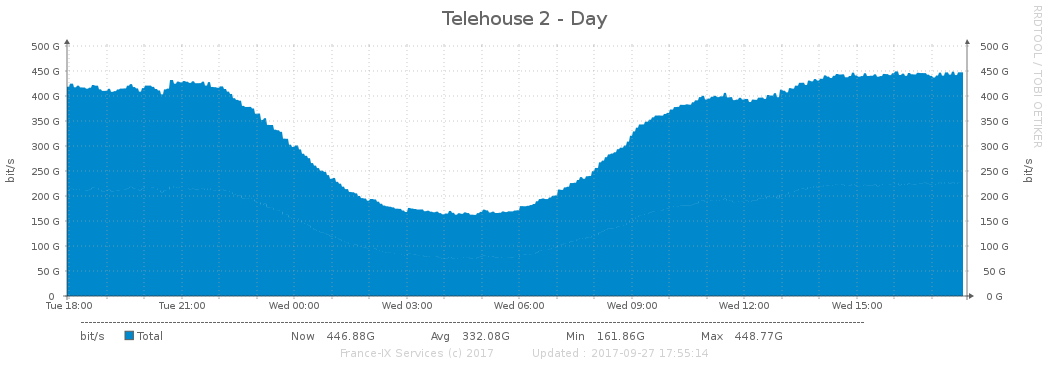 Telehouse 2 - Day
RRDTOOL / TOBI OETIKER
500 G 500 G
450 G 450 G
400 G 400 G
350 G 350 G
300 G 300 G
250 G 250 G
200 G 200 G
150 G 150 G
100 G 100 G
50 G 50 G
0 0 G
bit/s
bit/s
Tue 18:00 Tue 21:00 Wed 00:00 Wed 03:00 Wed 06:00 Wed 09:00 Wed 12:00 Wed 15:00
bit/s Total Now 446.88G Avg 332.08G Min 161.86G Max 448.77G
France-IX Services (c) 2017 Updated : 2017-09-27 17:55:14